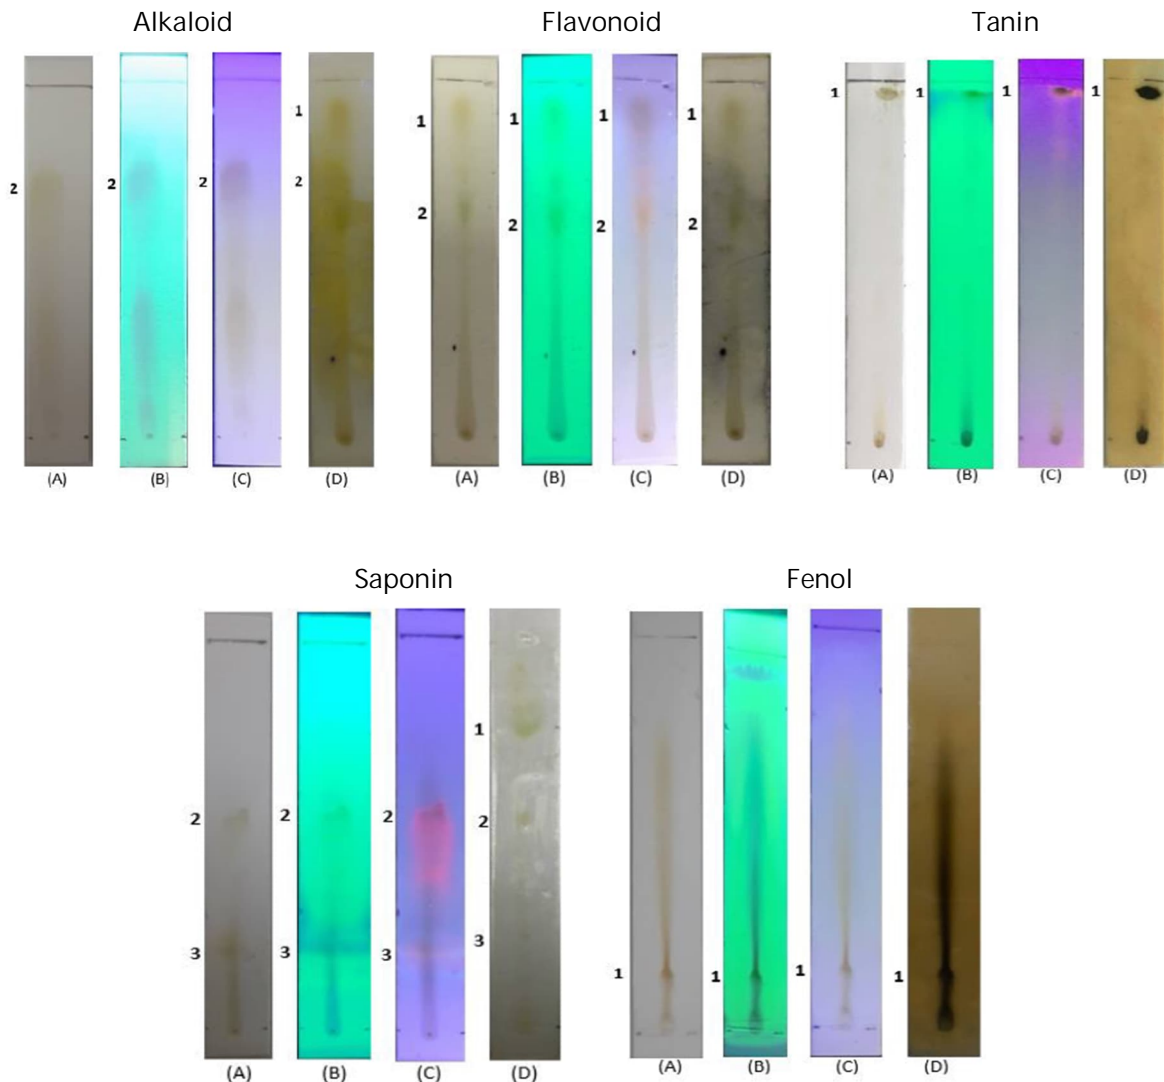 Alkaloid Flavonoid Tanin
1 1 1 1 1
1 1 1 1
2 2 2 2
2 2 2 2
(A) (B) (C) (D) (A) (B) (C) (D) (A) (B) (C) (D)
Saponin Fenol
1
2 2 2 2
3 3 3 3
1 1 1 1
(A) (B) (C) (D) (A) (B) (C) (D)